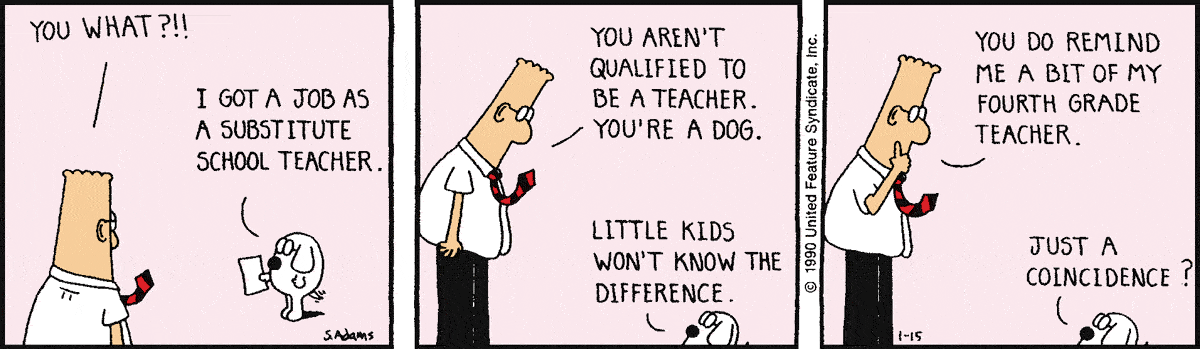 YOU WHAT?!!
I GOT A JOB AS
A SUBSTITUTE
SCHOOL TEACHER.
S.Adams
YOU AREN'T
QUALIFIED TO
BE A TEACHER.
YOU'RE A DOG.
LITTLE KIDS
WON'T KNOW THE
DIFFERENCE.
© 1990 United Feature Syndicate, Inc.
YOU DO REMIND
ME A BIT OF MY
FOURTH GRADE
TEACHER.
JUST A
COINCIDENCE?
1-15